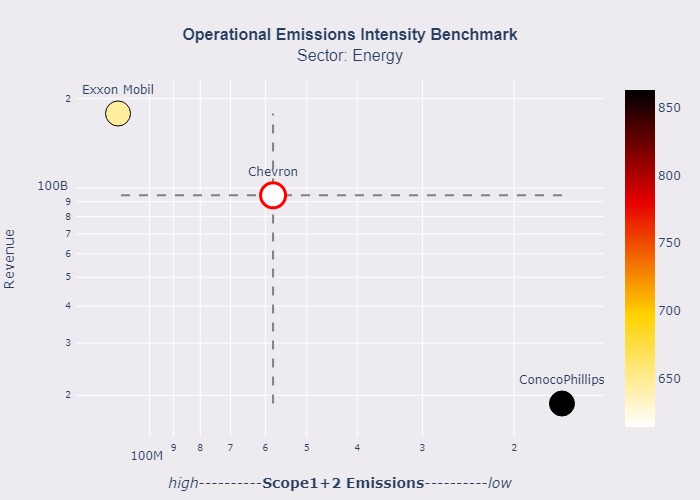 Operational Emissions Intensity Benchmark
Sector: Energy
Exxon Mobil
Chevron
ConocoPhillips
Revenue
2
100B
9
8
7
6
5
4
3
2
100M
9
8
7
6
5
4
3
2
high----------Scope1+2 Emissions----------low
850
800
750
700
650